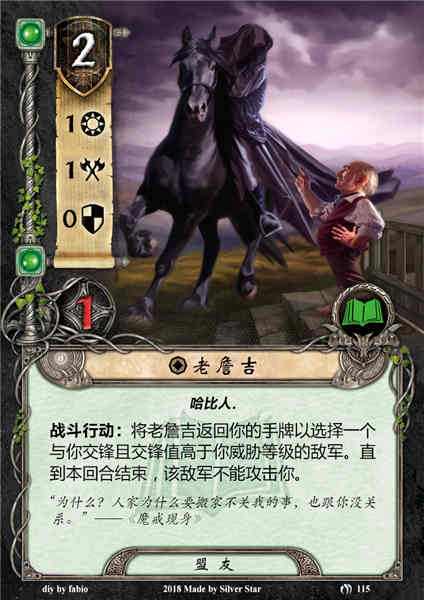 2
1
1
0
1
老詹吉
哈比人.
战斗行动：将老詹吉返回你的手牌以选择一个
与你交锋且交锋值高于你威胁等级的敌军。直
到本回合结束，该敌军不能攻击你。
“为什么？人家为什么要搬家不关我的事，也跟你没关
系。”——《魔戒现身》
盟友
diy by fabio 2018 Made by Silver Star 115